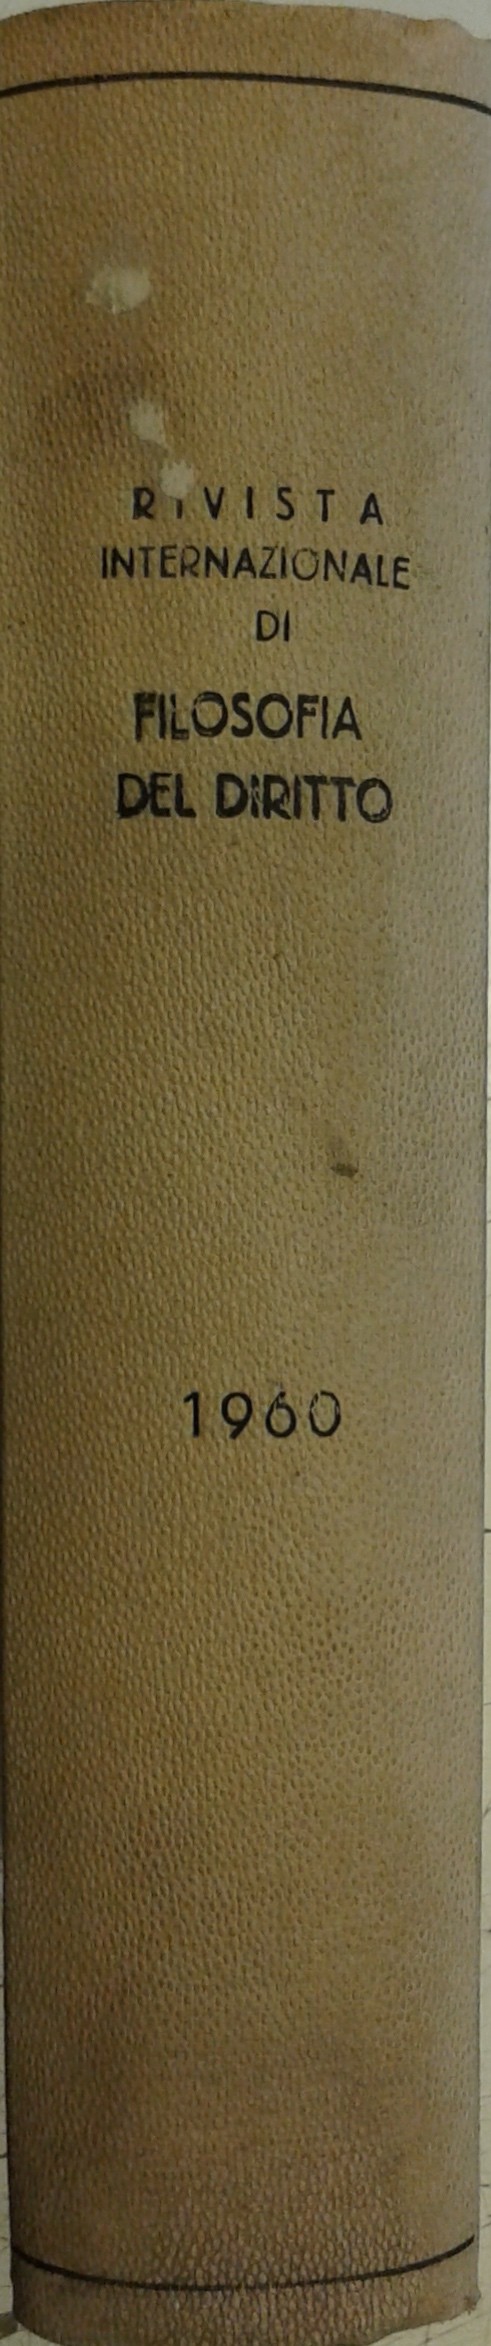 RIVISTA
INTERNAZIONALE
DI
FILOSOFIA
DEL DIRITTO
1960